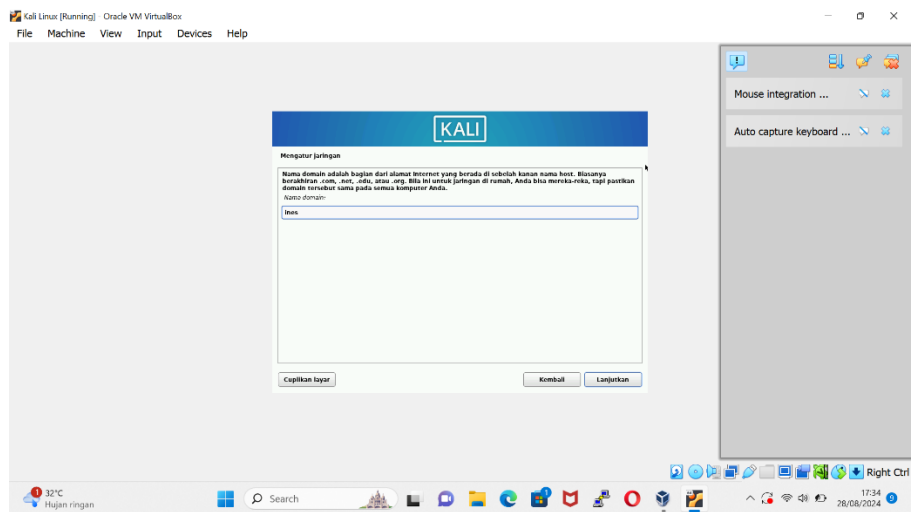 Kali Linux [Running] - Oracle VM VirtualBox
File Machine View Input Devices Help
Mouse integration ...
Auto capture keyboard ...
KALI
Mengatur jaringan
Nama domain adalah bagian dari alamat Internet yang berada di sebelah kanan nama host. Biasanya
berakhiran .com, .net, .edu, atau .org. Bila ini untuk jaringan di rumah, Anda bisa mereka-reka, tapi pastikan
domain tersebut sama pada semua komputer Anda.
Nama domain:
ines
Cuplikan layar
Kembali
Lanjutkan
Right Ctrl
1
32°C
Hujan ringan
Search
17:34
28/08/2024
9